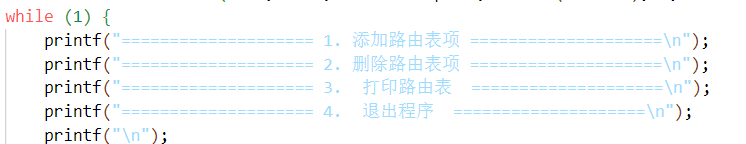 while (1) {
    printf("==================== 1. 添加路由表项 ====================\n");
    printf("==================== 2. 删除路由表项 ====================\n");
    printf("==================== 3.  打印路由表  ====================\n");
    printf("==================== 4.  退出程序  ====================\n");
    printf("\n");